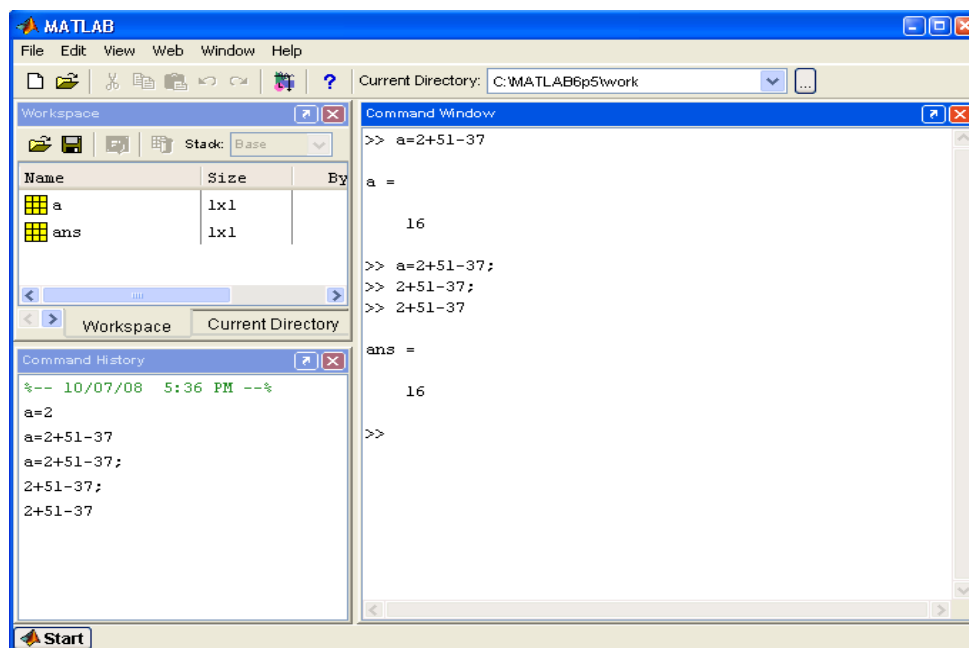 MATLAB
File Edit View Web Window Help
? Current Directory: C:\MATLAB6p5\work ...
Workspace
Stack: Base
Name Size By
a 1x1
ans 1x1
Workspace Current Directory
Command History
%-- 10/07/08 5:36 PM --%
a=2
a=2+51-37
a=2+51-37;
2+51-37;
2+51-37
Command Window
>> a=2+51-37
a =
16
>> a=2+51-37;
>> 2+51-37;
>> 2+51-37
ans =
16
>>
Start